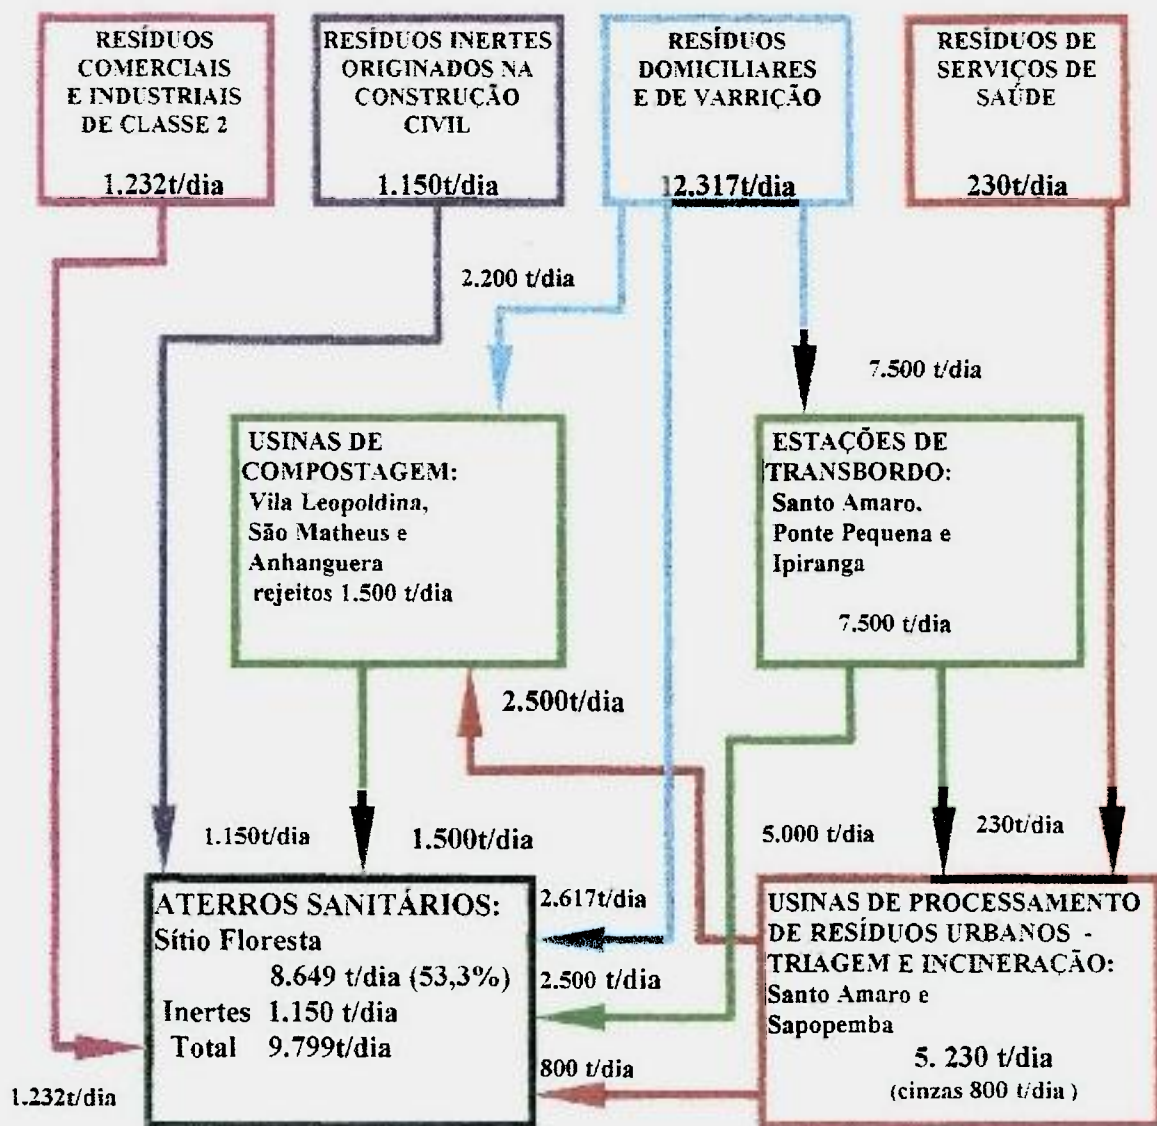 RESÍDUOS
COMERCIAIS
E INDUSTRIAIS
DE CLASSE 2
1.232t/dia
RESÍDUOS INERTES
ORIGINADOS NA
CONSTRUÇÃO
CIVIL
1.150t/dia
RESÍDUOS
DOMICILIARES
E DE VARRIÇÃO
12.317t/dia
RESÍDUOS DE
SERVIÇOS DE
SAÚDE
230t/dia
2.200 t/dia
7.500 t/dia
USINAS DE
COMPOSTAGEM:
Vila Leopoldina,
São Matheus e
Anhanguera
rejeitos 1.500 t/dia
ESTAÇÕES DE
TRANSBORDO:
Santo Amaro.
Ponte Pequena e
Ipiranga
7.500 t/dia
2.500t/dia
1.150t/dia
1.500t/dia
5.000 t/dia
230t/dia
ATERROS SANITÁRIOS:
Sítio Floresta
8.649 t/dia (53,3%)
Inertes 1.150 t/dia
Total 9.799t/dia
2.617t/dia
2.500 t/dia
800 t/dia
1.232t/dia
USINAS DE PROCESSAMENTO
DE RESÍDUOS URBANOS -
TRIAGEM E INCINERAÇÃO:
Santo Amaro e
Sapopemba
5. 230 t/dia
(cinzas 800 t/dia )